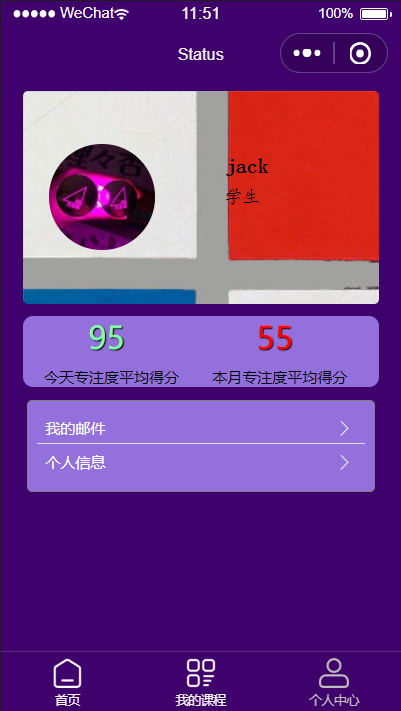 WeChat
11:51
100%
Status
jack
学生
95
55
今天专注度平均得分
本月专注度平均得分
我的邮件
个人信息
首页
我的课程
个人中心